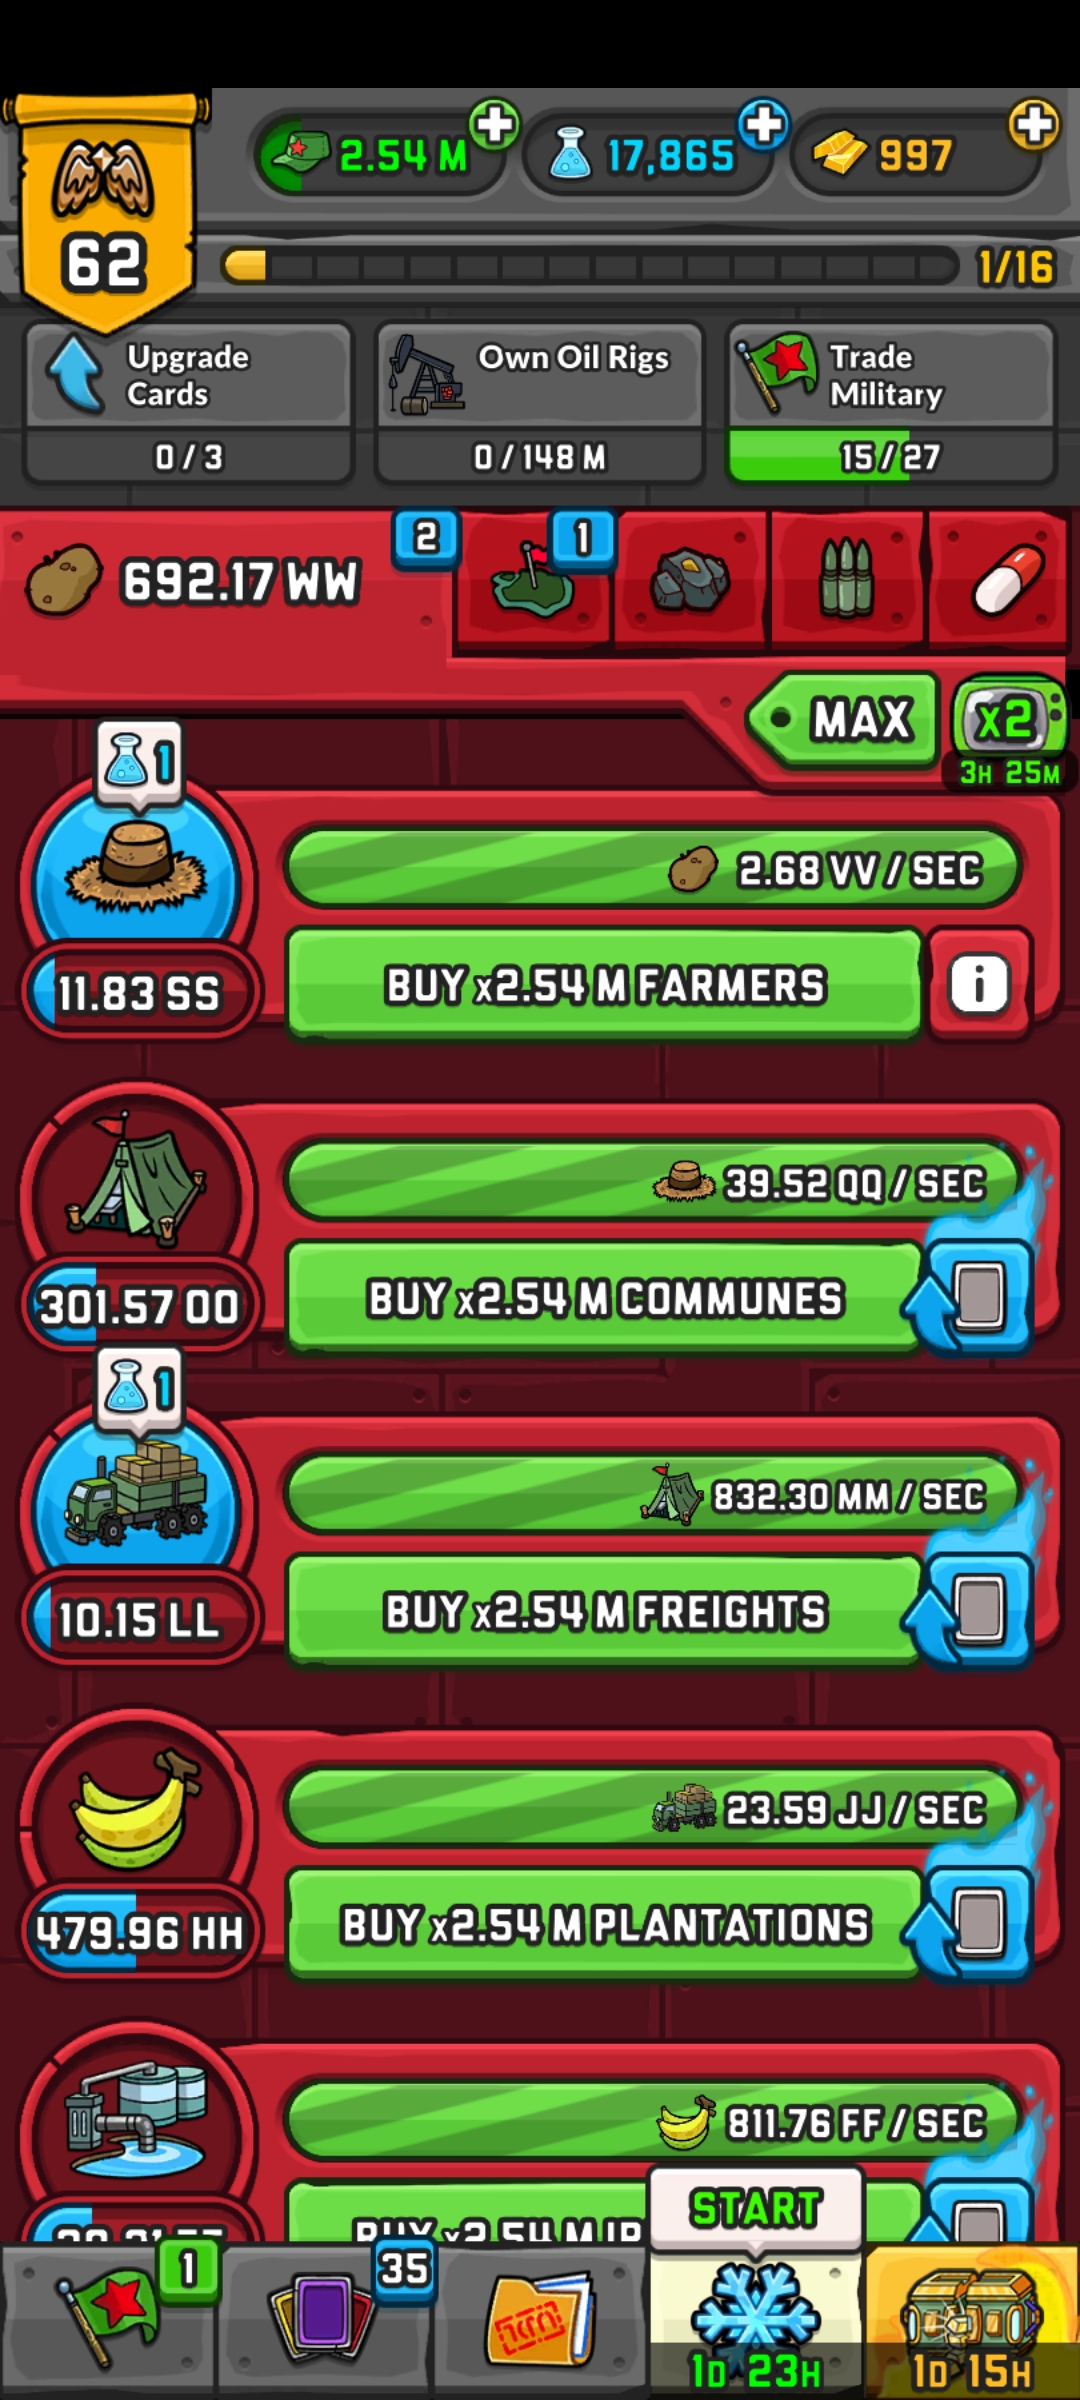 2.54 M
17,865
997
62
1/16
Upgrade
Cards
0 / 3
Own Oil Rigs
0 / 148 M
Trade
Military
15 / 27
692.17 WW
2
1
MAX
x2
3H 25M
1
2.68 VV / SEC
11.83 SS
BUY x2.54 M FARMERS
i
39.52 QQ / SEC
301.57 OO
BUY x2.54 M COMMUNES
1
832.30 MM / SEC
10.15 LL
BUY x2.54 M FREIGHTS
23.59 JJ / SEC
479.96 HH
BUY x2.54 M PLANTATIONS
811.76 FF / SEC
BUY x2.54 M
START
1
35
1D 23H
1D 15H